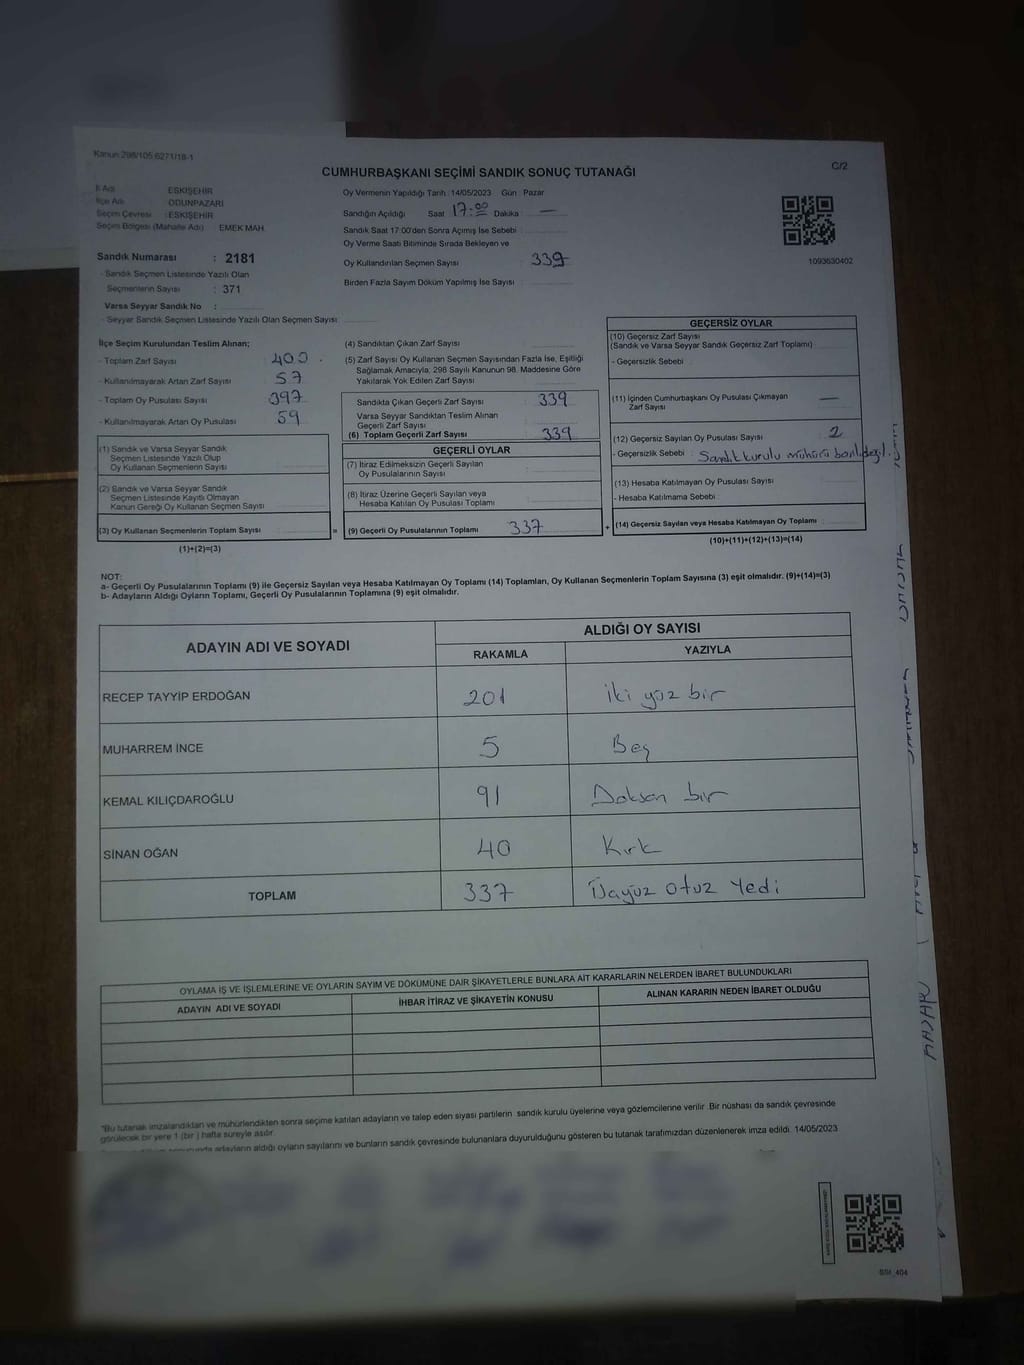 Kanun:298/105,6271/18-1
CUMHURBAŞKANI SEÇİMİ SANDIK SONUÇ TUTANAĞI
C/2
İl Adı ESKİŞEHİR
İlçe Adı ODUNPAZARI
Seçim Çevresi : ESKİŞEHİR
Seçim Bölgesi (Mahalle Adı) : EMEK MAH.
Sandık Numarası : 2181
- Sandık Seçmen Listesinde Yazılı Olan
Seçmenlerin Sayısı : 371
Varsa Seyyar Sandık No :
- Seyyar Sandık Seçmen Listesinde Yazılı Olan Seçmen Sayısı:
Oy Vermenin Yapıldığı Tarih : 14/05/2023 Gün : Pazar
Sandığın Açıldığı Saat 17:00 Dakika : —
Sandık Saat 17:00'den Sonra Açımış İse Sebebi :
Oy Verme Saati Bitiminde Sırada Bekleyen ve
Oy Kullandırılan Seçmen Sayısı : 339
Birden Fazla Sayım Döküm Yapılmış İse Sayısı :
1093630402
İlçe Seçim Kurulundan Teslim Alınan;
- Toplam Zarf Sayısı : 400
- Kullanılmayarak Artan Zarf Sayısı : 57
- Toplam Oy Pusulası Sayısı : 397
- Kullanılmayarak Artan Oy Pusulası : 59
(1) Sandık ve Varsa Seyyar Sandık
Seçmen Listesinde Yazılı Olup
Oy Kullanan Seçmenlerin Sayısı
(2) Sandık ve Varsa Seyyar Sandık
Seçmen Listesinde Kayıtlı Olmayan
Kanun Gereği Oy Kullanan Seçmen Sayısı
(3) Oy Kullanan Seçmenlerin Toplam Sayısı
(1)+(2)=(3)
(4) Sandıktan Çıkan Zarf Sayısı :
(5) Zarf Sayısı Oy Kullanan Seçmen Sayısından Fazla İse, Eşitliği
Sağlamak Amacıyla; 298 Sayılı Kanunun 98. Maddesine Göre
Yakılarak Yok Edilen Zarf Sayısı :
Sandıkta Çıkan Geçerli Zarf Sayısı : 339
Varsa Seyyar Sandıktan Teslim Alınan
Geçerli Zarf Sayısı
(6) Toplam Geçerli Zarf Sayısı : 339
GEÇERLİ OYLAR
(7) İtiraz Edilmeksizin Geçerli Sayılan
Oy Pusulalarının Sayısı
(8) İtiraz Üzerine Geçerli Sayılan veya
Hesaba Katılan Oy Pusulası Toplamı
= (9) Geçerli Oy Pusulalarının Toplamı : 337
GEÇERSİZ OYLAR
(10) Geçersiz Zarf Sayısı
(Sandık ve Varsa Seyyar Sandık Geçersiz Zarf Toplamı)
- Geçersizlik Sebebi :
(11) İçinden Cumhurbaşkanı Oy Pusulası Çıkmayan
Zarf Sayısı —
(12) Geçersiz Sayılan Oy Pusulası Sayısı : 2
- Geçersizlik Sebebi : Sandık kurulu mührü basılı değil.
(13) Hesaba Katılmayan Oy Pusulası Sayısı :
- Hesaba Katılmama Sebebi :
+ (14) Geçersiz Sayılan veya Hesaba Katılmayan Oy Toplamı
(10)+(11)+(12)+(13)=(14)
NOT:
a- Geçerli Oy Pusulalarının Toplamı (9) ile Geçersiz Sayılan veya Hesaba Katılmayan Oy Toplamı (14) Toplamları, Oy Kullanan Seçmenlerin Toplam Sayısına (3) eşit olmalıdır. (9)+(14)=(3)
b- Adayların Aldığı Oyların Toplamı, Geçerli Oy Pusulalarının Toplamına (9) eşit olmalıdır.
ADAYIN ADI VE SOYADI ALDIĞI OY SAYISI
RAKAMLA YAZIYLA
RECEP TAYYİP ERDOĞAN 201 iki yüz bir
MUHARREM İNCE 5 Beş
KEMAL KILIÇDAROĞLU 91 Doksan bir
SİNAN OĞAN 40 Kırk
TOPLAM 337 Üçyüz otuz Yedi
OYLAMA İŞ VE İŞLEMLERİNE VE OYLARIN SAYIM VE DÖKÜMÜNE DAİR ŞİKAYETLERLE BUNLARA AİT KARARLARIN NELERDEN İBARET BULUNDUKLARI
ADAYIN ADI VE SOYADI İHBAR İTİRAZ VE ŞİKAYETİN KONUSU ALINAN KARARIN NEDEN İBARET OLDUĞU
"Bu tutanak imzalandıktan ve mühürlendikten sonra seçime katılan adayların ve talep eden siyasi partilerin sandık kurulu üyelerine veya gözlemcilerine verilir. Bir nüshası da sandık çevresinde
görülecek bir yere 1 (bir ) hafta süreyle asılır.
adayların aldığı oyların sayılarını ve bunların sandık çevresinde bulunanlara duyurulduğunu gösteren bu tutanak tarafımızdan düzenlenerek imza edildi. 14/05/2023
SSI_404